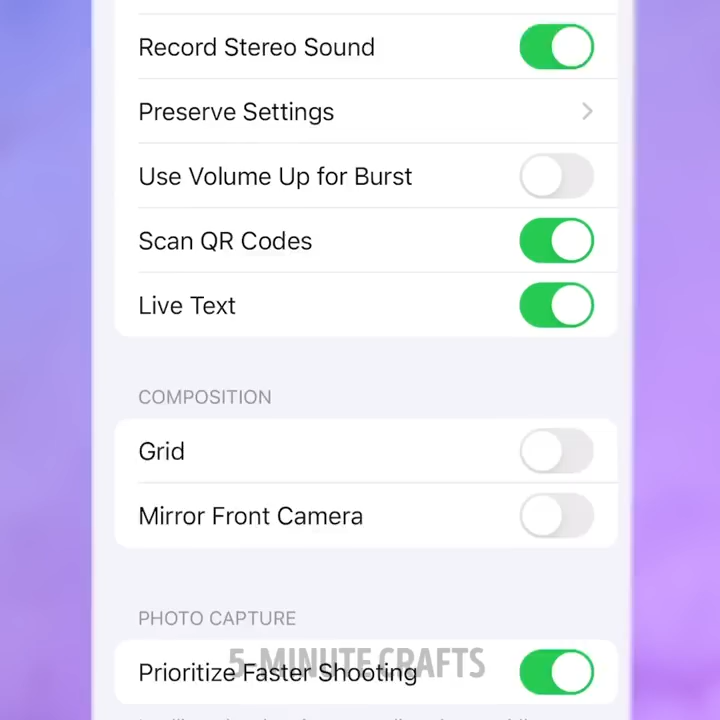 Record Stereo Sound
Preserve Settings
Use Volume Up for Burst
Scan QR Codes
Live Text
COMPOSITION
Grid
Mirror Front Camera
PHOTO CAPTURE
5-MINUTE CRAFTS
Prioritize Faster Shooting